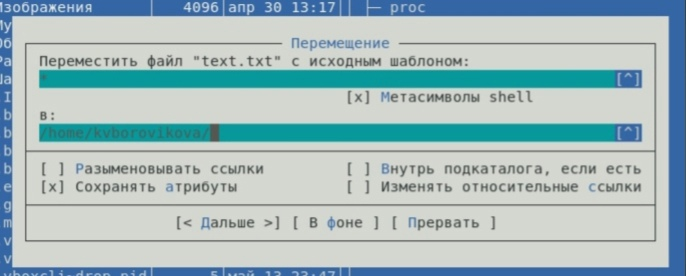 Изображения 4096 апр 30 13:17 proc
Перемещение
Переместить файл "text.txt" с исходным шаблоном:
* [^]
[x] Метасимволы shell
в:
/home/kvborovikova/ [^]
[ ] Разыменовывать ссылки [ ] Внутрь подкаталога, если есть
[x] Сохранять атрибуты [ ] Изменять относительные ссылки
[< Дальше >] [ В фоне ] [ Прервать ]